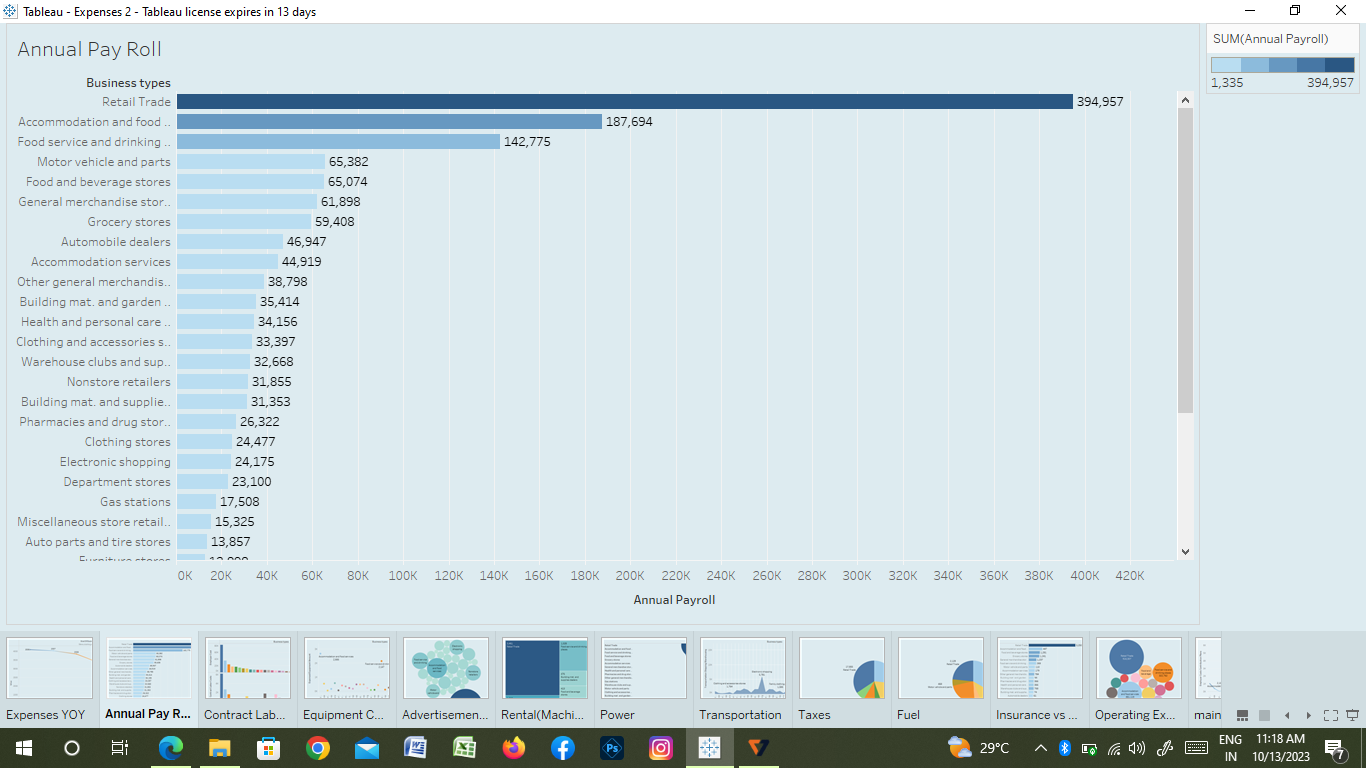 Tableau - Expenses 2 - Tableau license expires in 13 days
Annual Pay Roll
SUM(Annual Payroll)
1,335 394,957
Business types
Retail Trade 394,957
Accommodation and food .. 187,694
Food service and drinking .. 142,775
Motor vehicle and parts 65,382
Food and beverage stores 65,074
General merchandise stor.. 61,898
Grocery stores 59,408
Automobile dealers 46,947
Accommodation services 44,919
Other general merchandis.. 38,798
Building mat. and garden .. 35,414
Health and personal care .. 34,156
Clothing and accessories s.. 33,397
Warehouse clubs and sup.. 32,668
Nonstore retailers 31,855
Building mat. and supplie.. 31,353
Pharmacies and drug stor.. 26,322
Clothing stores 24,477
Electronic shopping 24,175
Department stores 23,100
Gas stations 17,508
Miscellaneous store retail.. 15,325
Auto parts and tire stores 13,857
Furniture stores
0K 20K 40K 60K 80K 100K 120K 140K 160K 180K 200K 220K 240K 260K 280K 300K 320K 340K 360K 380K 400K 420K
Annual Payroll
Expenses YOY Annual Pay R... Contract Lab... Equipment C... Advertisemen... Rental(Machi... Power Transportation Taxes Fuel Insurance vs ... Operating Ex... main
Ps 29°C ENG 11:18 AM
IN 10/13/2023 7